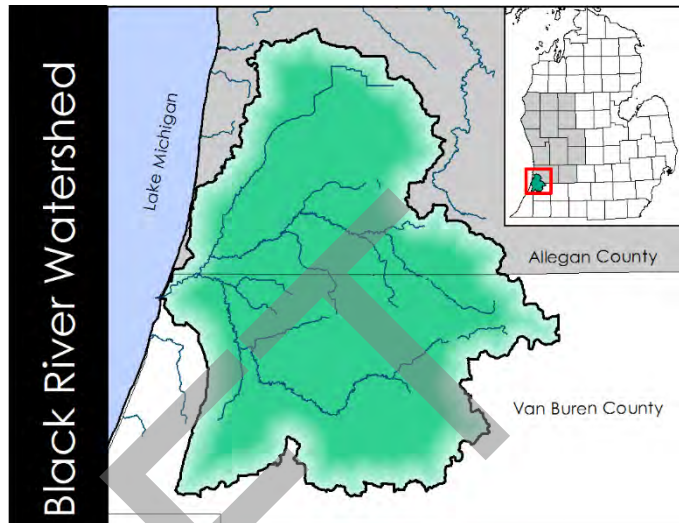 Black River Watershed
Lake Michigan
Allegan County
Van Buren County